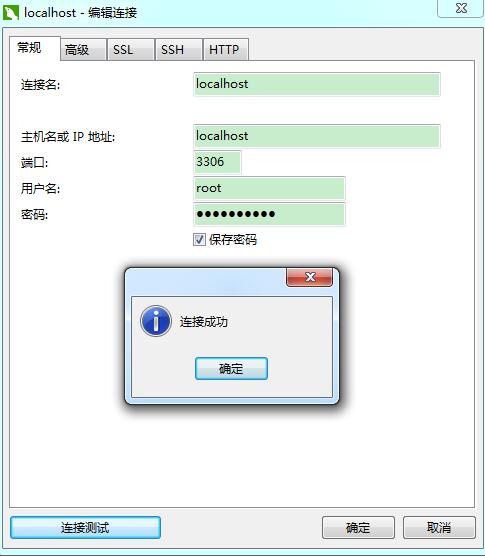 localhost - 编辑连接
常规 高级 SSL SSH HTTP
连接名: localhost
主机名或 IP 地址: localhost
端口: 3306
用户名: root
密码: ●●●●●●●●●●
保存密码
连接成功
确定
连接测试 确定 取消